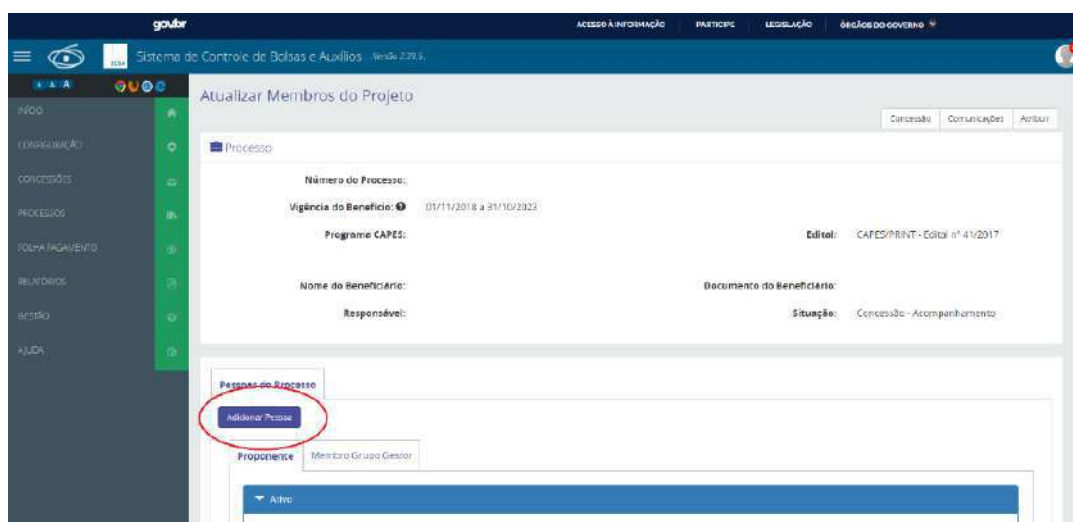 gov.br ACESSO À INFORMAÇÃO PARTICIPE LEGISLAÇÃO ÓRGÃOS DO GOVERNO
Sistema de Controle de Bolsas e Auxílios
A A A
INÍCIO
CONFIGURAÇÃO
CONCESSÕES
PROCESSOS
FOLHA PAGAMENTO
RELATÓRIOS
GESTÃO
AJUDA
Atualizar Membros do Projeto
Concessão Comunicações Atribuir
Processo
Número do Processo:
Vigência do Benefício: 01/11/2018 a 31/10/2023
Programa CAPES: Edital: CAPES/PRINT - Edital nº 41/2017
Nome do Beneficiário: Documento do Beneficiário:
Responsável: Situação: Concessão - Acompanhamento
Pessoas do Processo
Adicionar Pessoa
Proponente Membro Grupo Gestor
Ativo